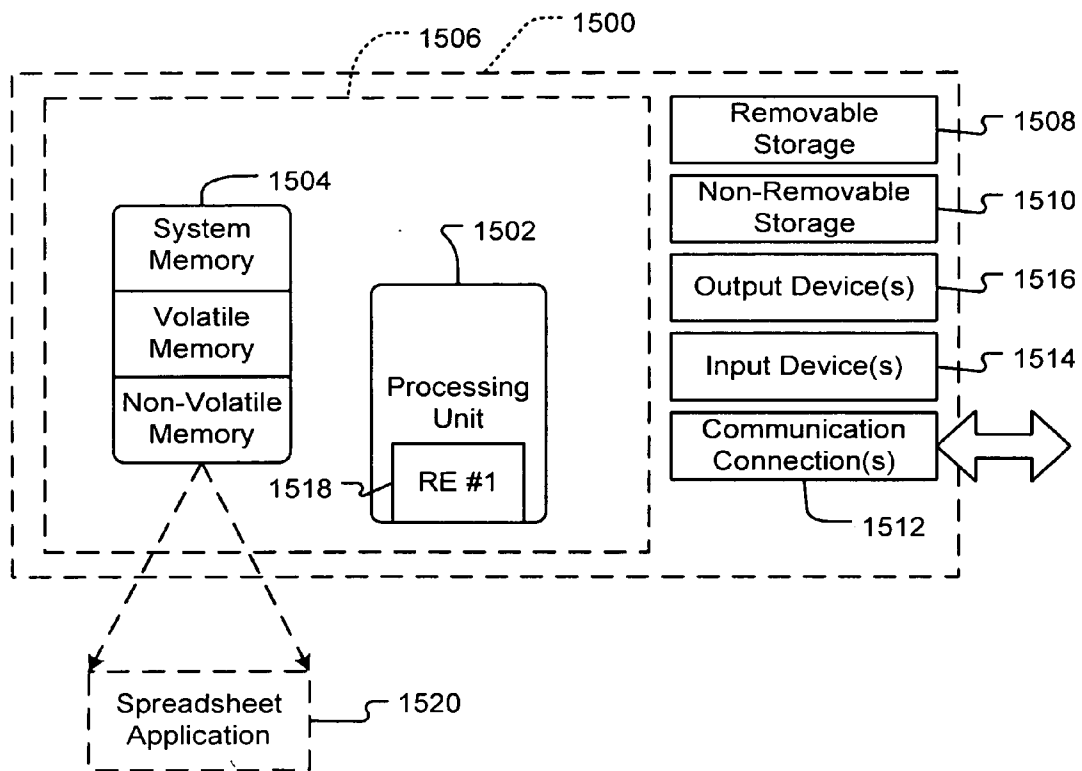 1506
1500
Removable
Storage
1508
1504
Non-Removable
Storage
1510
System
Memory
1502
Output Device(s)
1516
Volatile
Memory
Input Device(s)
1514
Non-Volatile
Memory
Processing
Unit
Communication
Connection(s)
1518
RE #1
1512
Spreadsheet
Application
1520